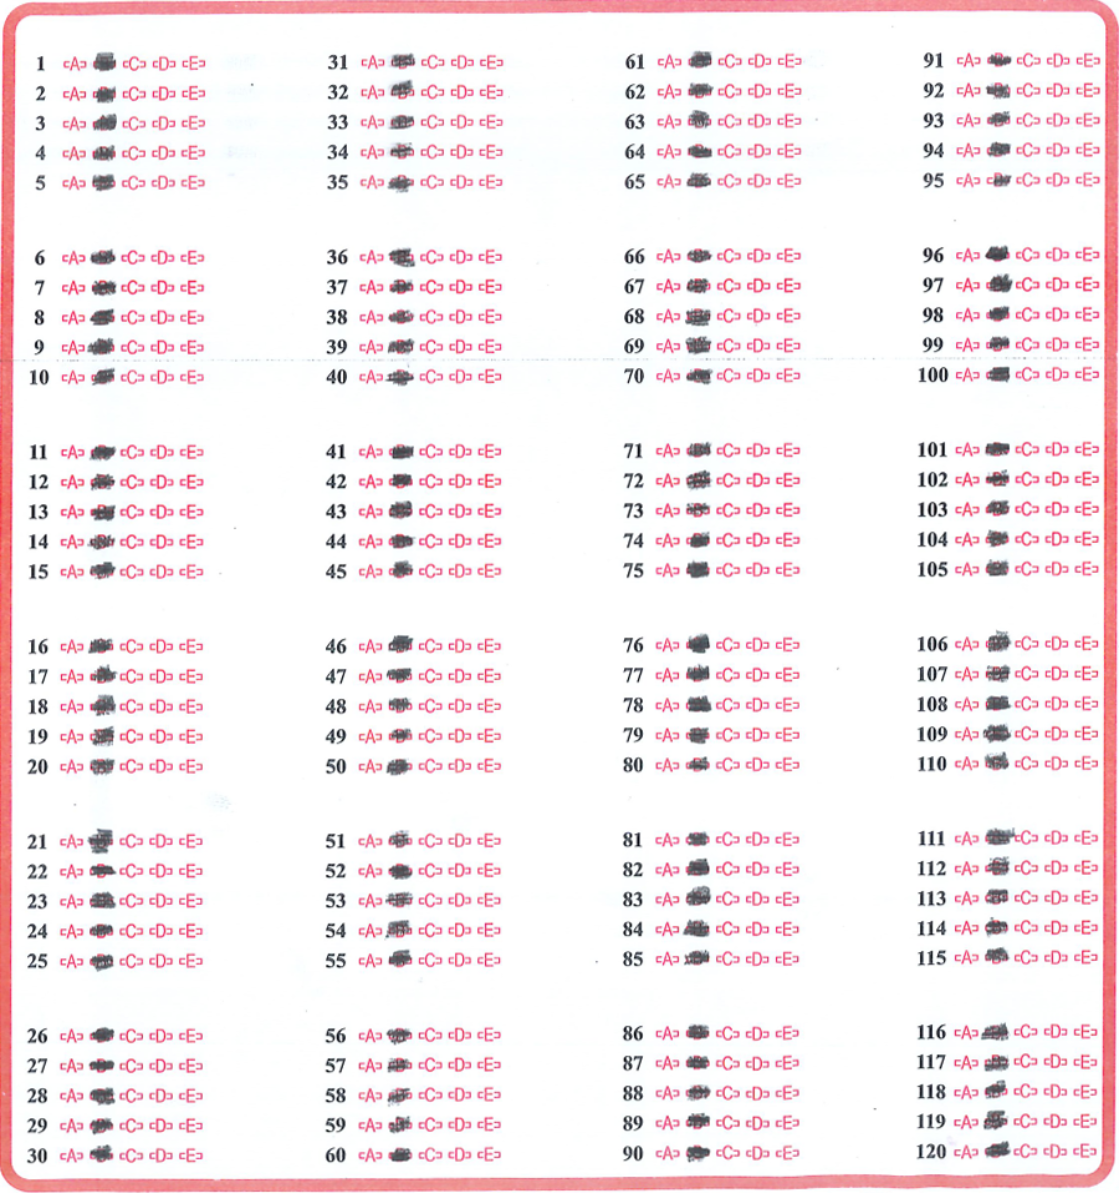 1 [A] [C] [D] [E]
2 [A] [C] [D] [E]
3 [A] [C] [D] [E]
4 [A] [C] [D] [E]
5 [A] [C] [D] [E]
6 [A] [C] [D] [E]
7 [A] [C] [D] [E]
8 [A] [C] [D] [E]
9 [A] [C] [D] [E]
10 [A] [C] [D] [E]
11 [A] [C] [D] [E]
12 [A] [C] [D] [E]
13 [A] [C] [D] [E]
14 [A] [C] [D] [E]
15 [A] [C] [D] [E]
16 [A] [C] [D] [E]
17 [A] [C] [D] [E]
18 [A] [C] [D] [E]
19 [A] [C] [D] [E]
20 [A] [C] [D] [E]
21 [A] [C] [D] [E]
22 [A] [C] [D] [E]
23 [A] [C] [D] [E]
24 [A] [C] [D] [E]
25 [A] [C] [D] [E]
26 [A] [C] [D] [E]
27 [A] [C] [D] [E]
28 [A] [C] [D] [E]
29 [A] [C] [D] [E]
30 [A] [C] [D] [E]
31 [A] [C] [D] [E]
32 [A] [C] [D] [E]
33 [A] [C] [D] [E]
34 [A] [C] [D] [E]
35 [A] [C] [D] [E]
36 [A] [C] [D] [E]
37 [A] [C] [D] [E]
38 [A] [C] [D] [E]
39 [A] [C] [D] [E]
40 [A] [C] [D] [E]
41 [A] [C] [D] [E]
42 [A] [C] [D] [E]
43 [A] [C] [D] [E]
44 [A] [C] [D] [E]
45 [A] [C] [D] [E]
46 [A] [C] [D] [E]
47 [A] [C] [D] [E]
48 [A] [C] [D] [E]
49 [A] [C] [D] [E]
50 [A] [C] [D] [E]
51 [A] [C] [D] [E]
52 [A] [C] [D] [E]
53 [A] [C] [D] [E]
54 [A] [C] [D] [E]
55 [A] [C] [D] [E]
56 [A] [C] [D] [E]
57 [A] [C] [D] [E]
58 [A] [C] [D] [E]
59 [A] [C] [D] [E]
60 [A] [C] [D] [E]
61 [A] [C] [D] [E]
62 [A] [C] [D] [E]
63 [A] [C] [D] [E]
64 [A] [C] [D] [E]
65 [A] [C] [D] [E]
66 [A] [C] [D] [E]
67 [A] [C] [D] [E]
68 [A] [C] [D] [E]
69 [A] [C] [D] [E]
70 [A] [C] [D] [E]
71 [A] [C] [D] [E]
72 [A] [C] [D] [E]
73 [A] [C] [D] [E]
74 [A] [C] [D] [E]
75 [A] [C] [D] [E]
76 [A] [C] [D] [E]
77 [A] [C] [D] [E]
78 [A] [C] [D] [E]
79 [A] [C] [D] [E]
80 [A] [C] [D] [E]
81 [A] [C] [D] [E]
82 [A] [C] [D] [E]
83 [A] [C] [D] [E]
84 [A] [C] [D] [E]
85 [A] [C] [D] [E]
86 [A] [C] [D] [E]
87 [A] [C] [D] [E]
88 [A] [C] [D] [E]
89 [A] [C] [D] [E]
90 [A] [C] [D] [E]
91 [A] [C] [D] [E]
92 [A] [C] [D] [E]
93 [A] [C] [D] [E]
94 [A] [C] [D] [E]
95 [A] [C] [D] [E]
96 [A] [C] [D] [E]
97 [A] [C] [D] [E]
98 [A] [C] [D] [E]
99 [A] [C] [D] [E]
100 [A] [C] [D] [E]
101 [A] [C] [D] [E]
102 [A] [C] [D] [E]
103 [A] [C] [D] [E]
104 [A] [C] [D] [E]
105 [A] [C] [D] [E]
106 [A] [C] [D] [E]
107 [A] [C] [D] [E]
108 [A] [C] [D] [E]
109 [A] [C] [D] [E]
110 [A] [C] [D] [E]
111 [A] [C] [D] [E]
112 [A] [C] [D] [E]
113 [A] [C] [D] [E]
114 [A] [C] [D] [E]
115 [A] [C] [D] [E]
116 [A] [C] [D] [E]
117 [A] [C] [D] [E]
118 [A] [C] [D] [E]
119 [A] [C] [D] [E]
120 [A] [C] [D] [E]